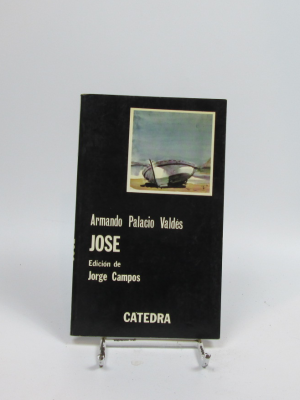 Armando Palacio Valdés
JOSE
Edición de
Jorge Campos
CATEDRA